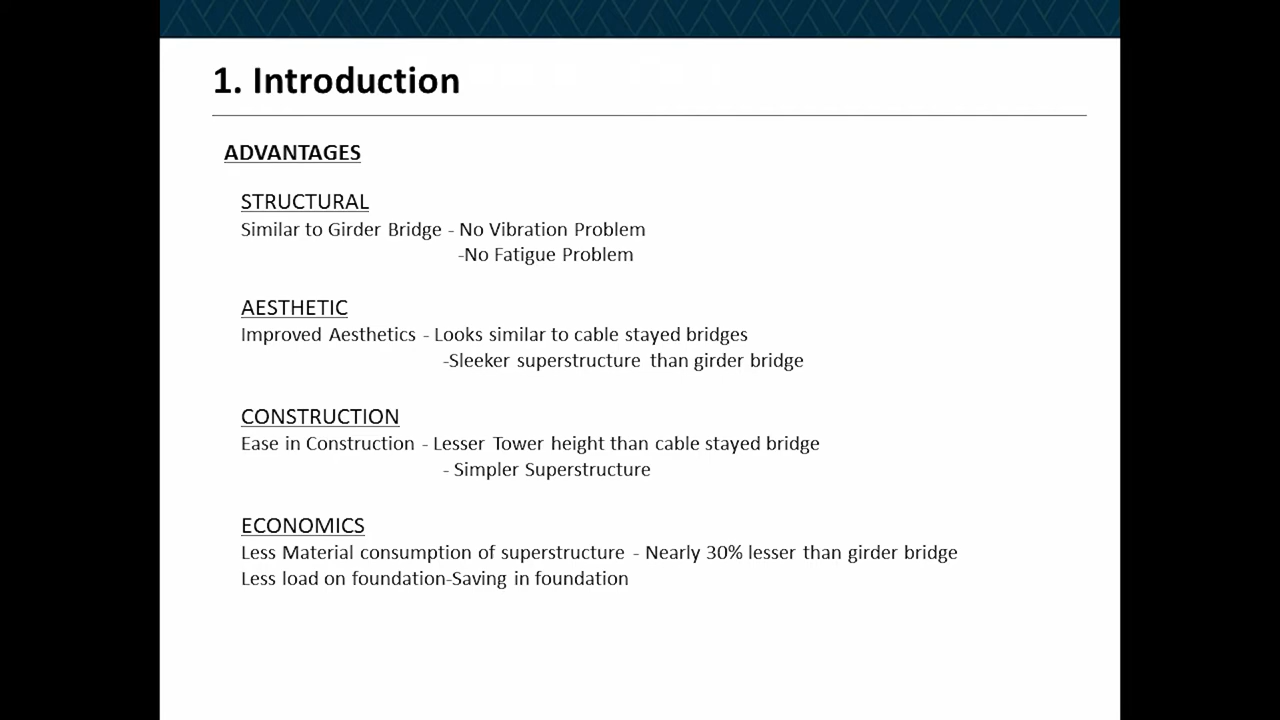 1. Introduction
ADVANTAGES
STRUCTURAL
Similar to Girder Bridge - No Vibration Problem
-No Fatigue Problem
AESTHETIC
Improved Aesthetics - Looks similar to cable stayed bridges
-Sleeker superstructure than girder bridge
CONSTRUCTION
Ease in Construction - Lesser Tower height than cable stayed bridge
- Simpler Superstructure
ECONOMICS
Less Material consumption of superstructure - Nearly 30% lesser than girder bridge
Less load on foundation-Saving in foundation